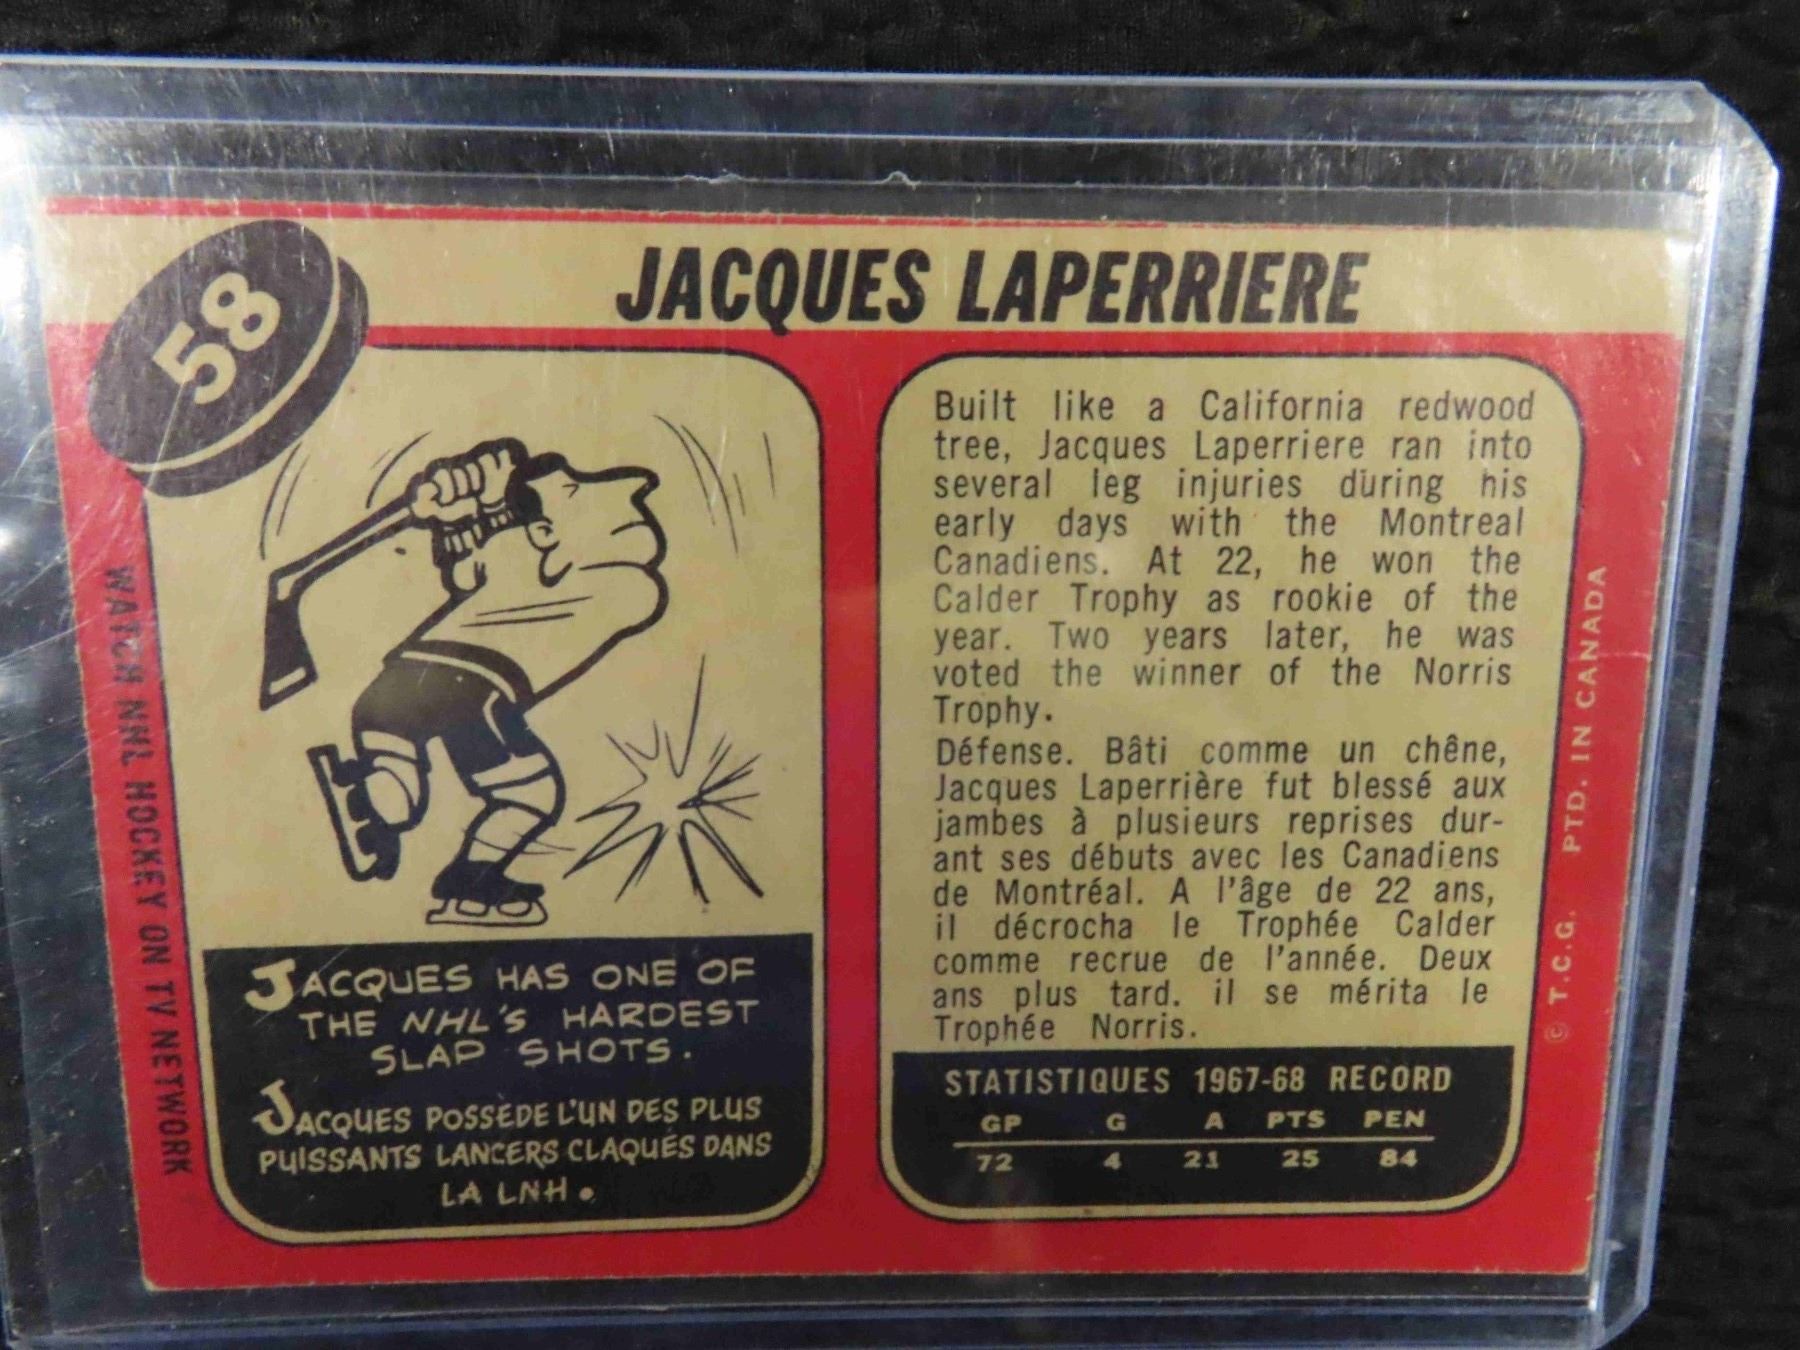 58
JACQUES LAPERRIERE
WATCH NHL HOCKEY ON TV NETWORK
JACQUES HAS ONE OF
THE NHL'S HARDEST
SLAP SHOTS.
JACQUES POSSÈDE L'UN DES PLUS
PUISSANTS LANCERS CLAQUÉS DANS
LA LNH.
Built like a California redwood
tree, Jacques Laperriere ran into
several leg injuries during his
early days with the Montreal
Canadiens. At 22, he won the
Calder Trophy as rookie of the
year. Two years later, he was
voted the winner of the Norris
Trophy.
Défense. Bâti comme un chêne,
Jacques Laperrière fut blessé aux
jambes à plusieurs reprises dur-
ant ses débuts avec les Canadiens
de Montréal. A l'âge de 22 ans,
il décrocha le Trophée Calder
comme recrue de l'année. Deux
ans plus tard. il se mérita le
Trophée Norris.
STATISTIQUES 1967-68 RECORD
GP G A PTS PEN
72 4 21 25 84
© T.C.G. PTD. IN CANADA